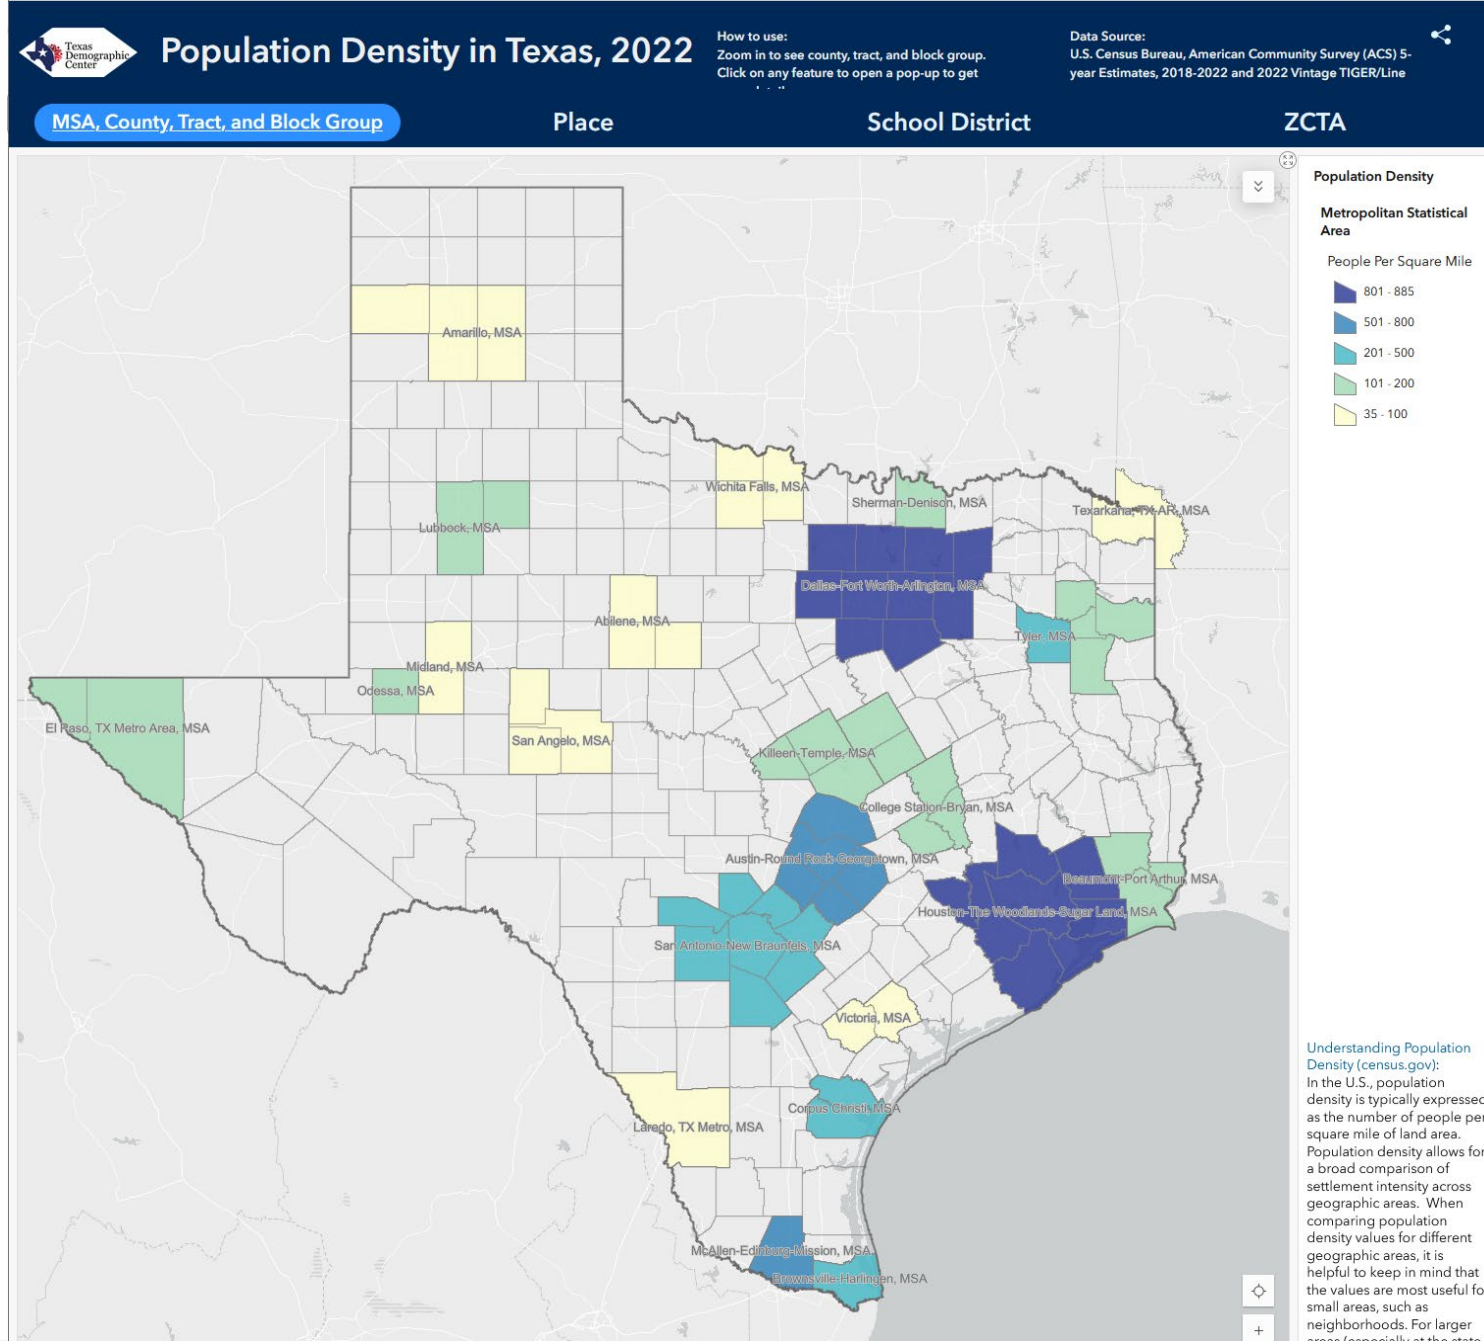 Texas
Demographic
Center
Population Density in Texas, 2022
How to use:
Zoom in to see county, tract, and block group.
Click on any feature to open a pop-up to get
Data Source:
U.S. Census Bureau, American Community Survey (ACS) 5-
year Estimates, 2018-2022 and 2022 Vintage TIGER/Line
MSA, County, Tract, and Block Group
Place
School District
ZCTA
Amarillo, MSA
Wichita Falls, MSA
Sherman-Denison, MSA
Texarkana, TX-AR, MSA
Lubbock, MSA
Dallas-Fort Worth-Arlington, MSA
Abilene, MSA
Tyler, MSA
Midland, MSA
Odessa, MSA
El Paso, TX Metro Area, MSA
San Angelo, MSA
Killeen-Temple, MSA
College Station-Bryan, MSA
Austin-Round Rock-Georgetown, MSA
Beaumont-Port Arthur, MSA
Houston-The Woodlands-Sugar Land, MSA
San Antonio-New Braunfels, MSA
Victoria, MSA
Corpus Christi, MSA
Laredo, TX Metro, MSA
McAllen-Edinburg-Mission, MSA
Brownsville-Harlingen, MSA
Population Density
Metropolitan Statistical
Area
People Per Square Mile
801 - 885
501 - 800
201 - 500
101 - 200
35 - 100
Understanding Population
Density (census.gov):
In the U.S., population
density is typically expressed
as the number of people per
square mile of land area.
Population density allows for
a broad comparison of
settlement intensity across
geographic areas. When
comparing population
density values for different
geographic areas, it is
helpful to keep in mind that
the values are most useful fo
small areas, such as
neighborhoods. For larger
areas (especially at the state
+